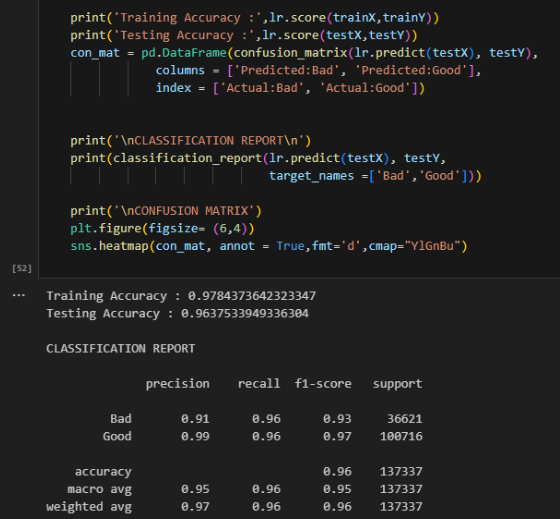 print('Training Accuracy :',lr.score(trainX,trainY))
print('Testing Accuracy :',lr.score(testX,testY))
con_mat = pd.DataFrame(confusion_matrix(lr.predict(testX), testY),
columns = ['Predicted:Bad', 'Predicted:Good'],
index = ['Actual:Bad', 'Actual:Good'])
print('\nCLASSIFICATION REPORT\n')
print(classification_report(lr.predict(testX), testY,
target_names =['Bad','Good']))
print('\nCONFUSION MATRIX')
plt.figure(figsize= (6,4))
sns.heatmap(con_mat, annot = True,fmt='d',cmap="YlGnBu")
[52]
... Training Accuracy : 0.9784373642323347
Testing Accuracy : 0.9637533949336304
CLASSIFICATION REPORT
precision recall f1-score support
Bad 0.91 0.96 0.93 36621
Good 0.99 0.96 0.97 100716
accuracy 0.96 137337
macro avg 0.95 0.96 0.95 137337
weighted avg 0.97 0.96 0.96 137337